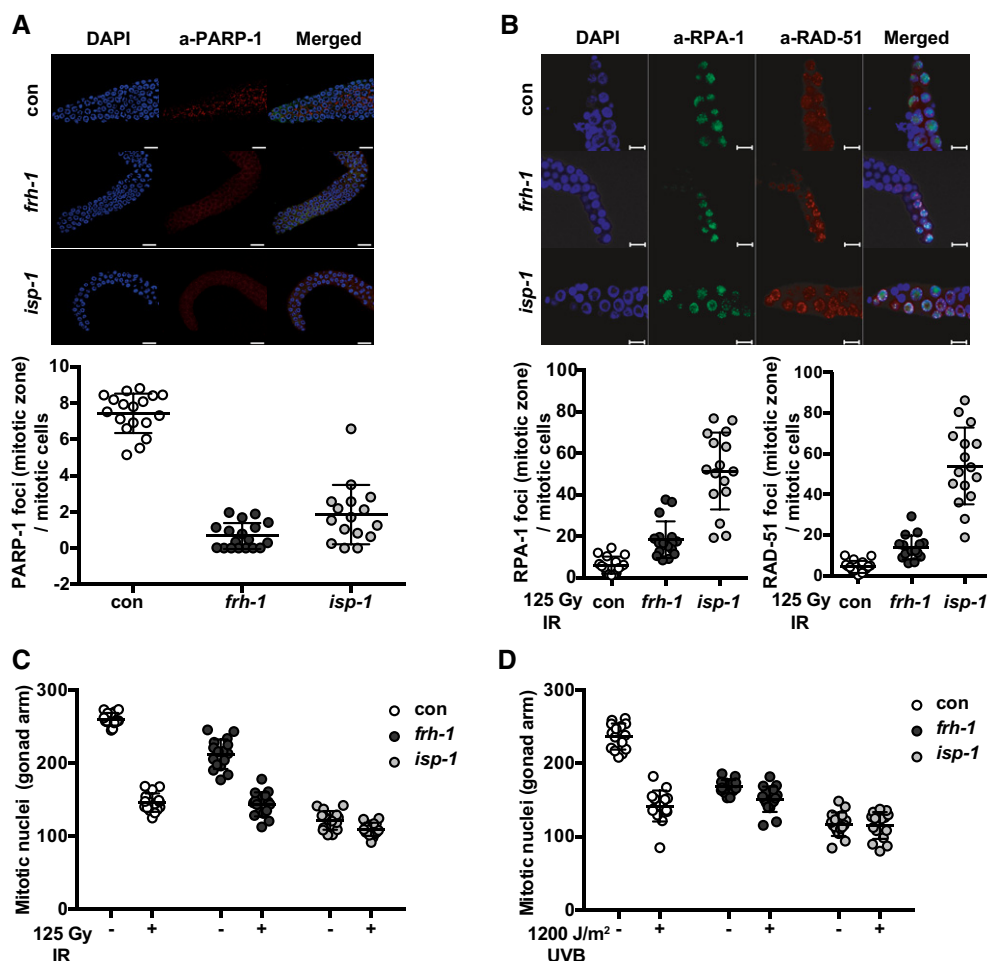 A
DAPI a-PARP-1 Merged
con
frh-1
isp-1
PARP-1 foci (mitotic zone)
/ mitotic cells
10
8
6
4
2
0
-2
con frh-1 isp-1
B
DAPI a-RPA-1 a-RAD-51 Merged
con
frh-1
isp-1
RPA-1 foci (mitotic zone)
/ mitotic cells
100
80
60
40
20
0
125 Gy con frh-1 isp-1
IR
RAD-51 foci (mitotic zone)
/ mitotic cells
100
80
60
40
20
0
125 Gy con frh-1 isp-1
IR
C
Mitotic nuclei (gonad arm)
300
200
100
0
con
frh-1
isp-1
125 Gy - + - + - +
IR
D
Mitotic nuclei (gonad arm)
300
200
100
0
con
frh-1
isp-1
1200 J/m² - + - + - +
UVB